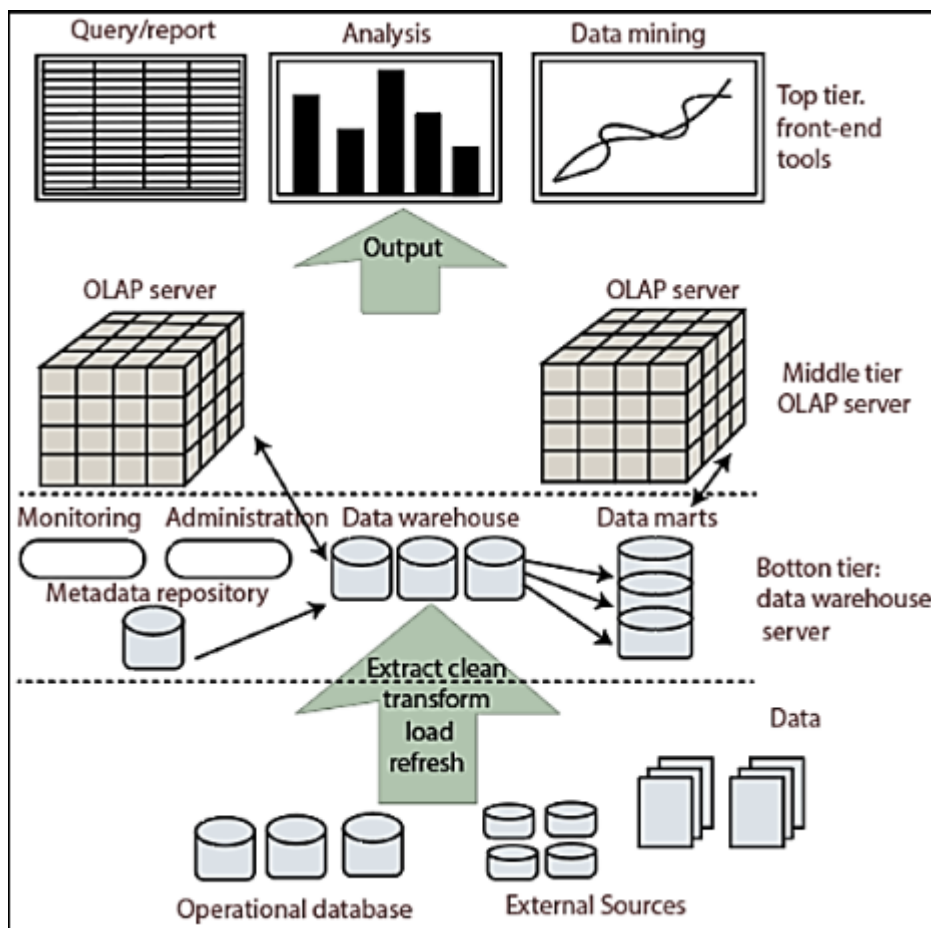 Query/report
Analysis
Data mining
Top tier.
front-end
tools
Output
OLAP server
OLAP server
Middle tier
OLAP server
Monitoring
Administration
Data warehouse
Data marts
Metadata repository
Botton tier:
data warehouse
server
Extract clean
transform
load
refresh
Data
Operational database
External Sources